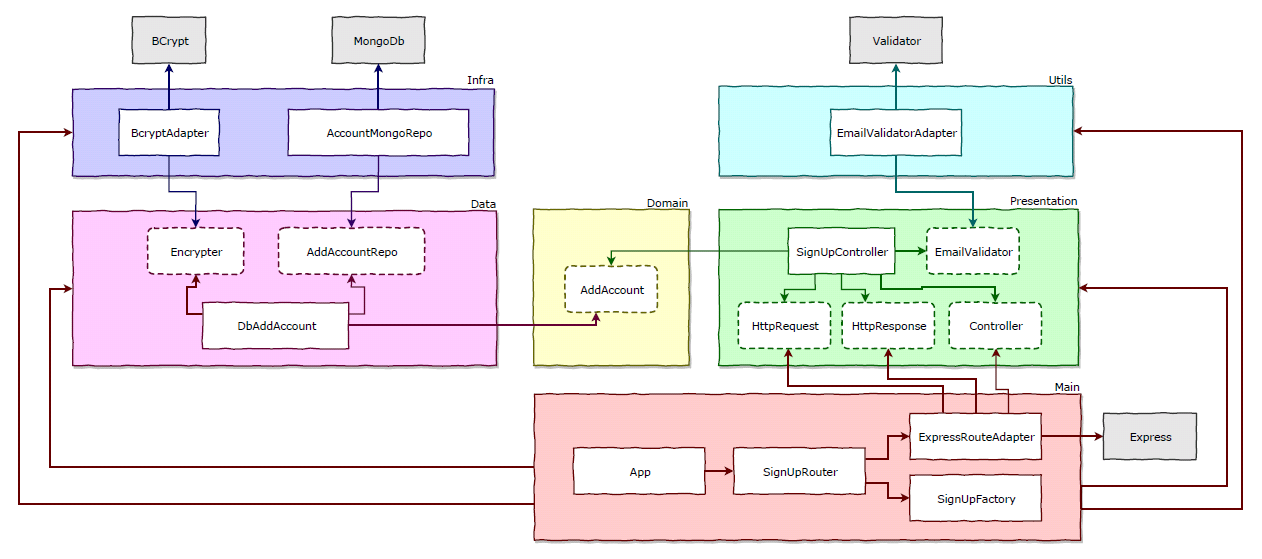 BCrypt
MongoDb
Validator
Infra
Utils
BcryptAdapter
AccountMongoRepo
EmailValidatorAdapter
Data
Domain
Presentation
Encrypter
AddAccountRepo
SignUpController
EmailValidator
AddAccount
DbAddAccount
HttpRequest
HttpResponse
Controller
Main
ExpressRouteAdapter
Express
App
SignUpRouter
SignUpFactory